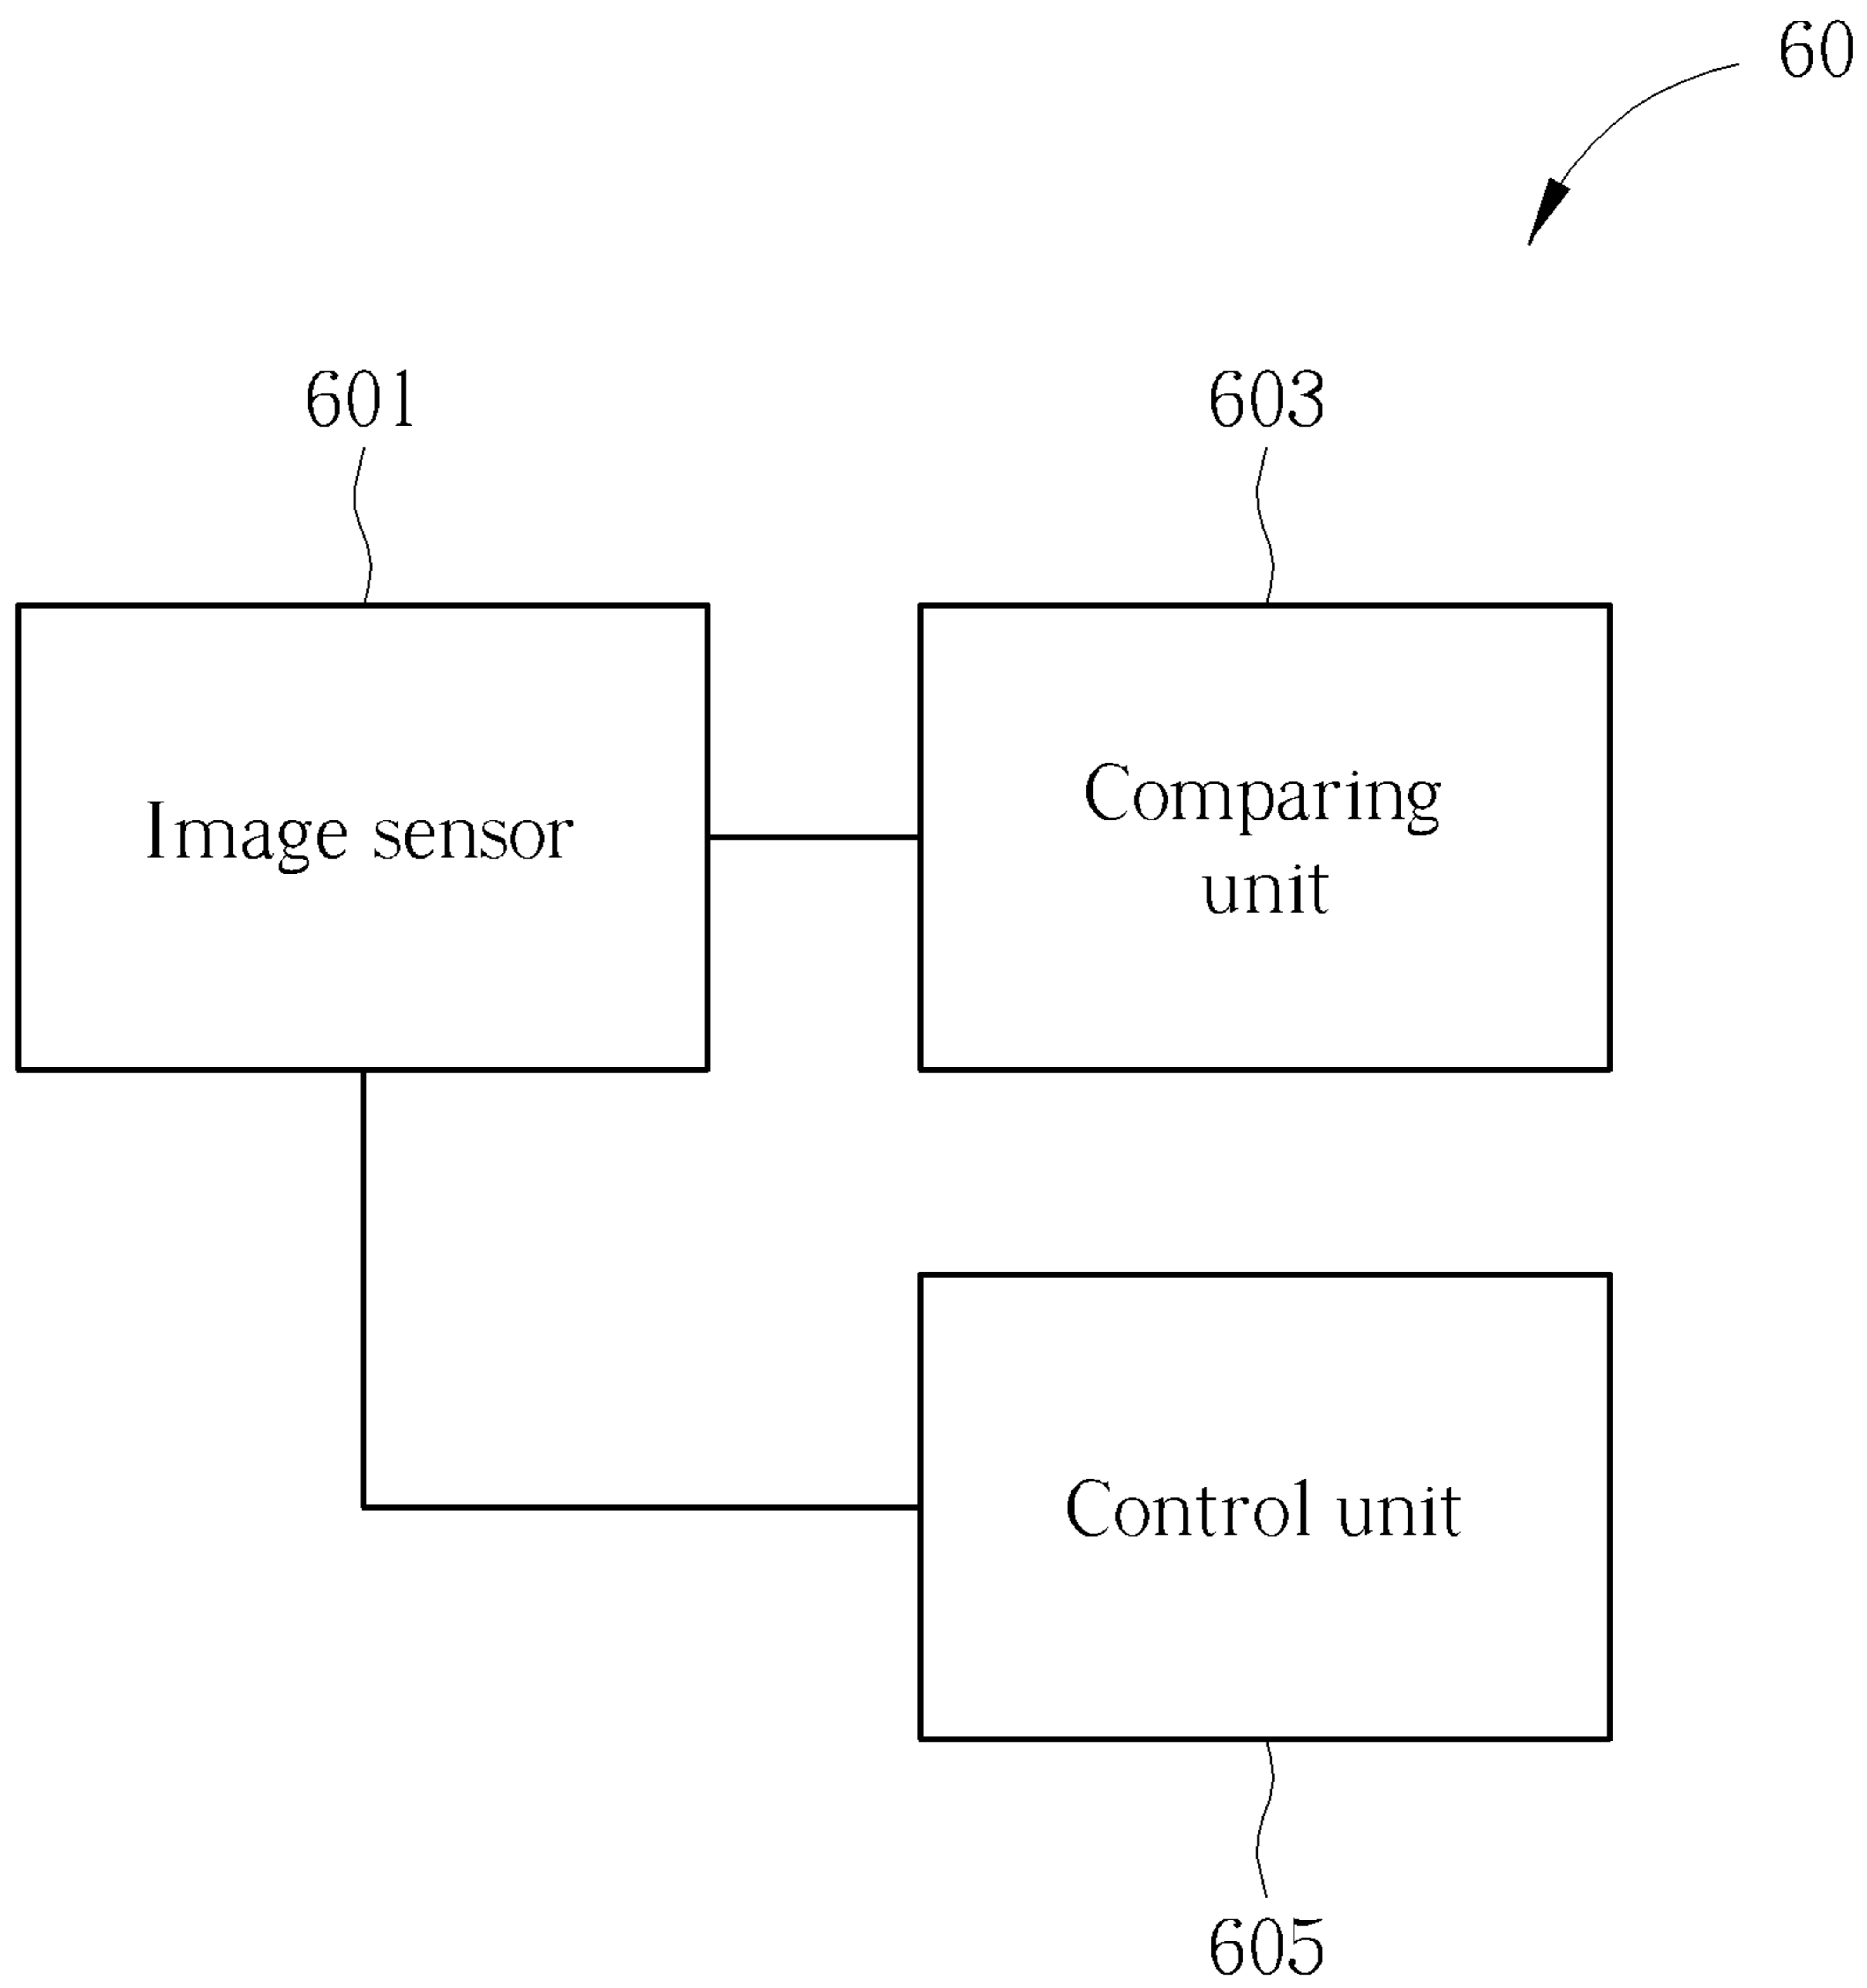 60
601
603
Image sensor
Comparing
unit
Control unit
605